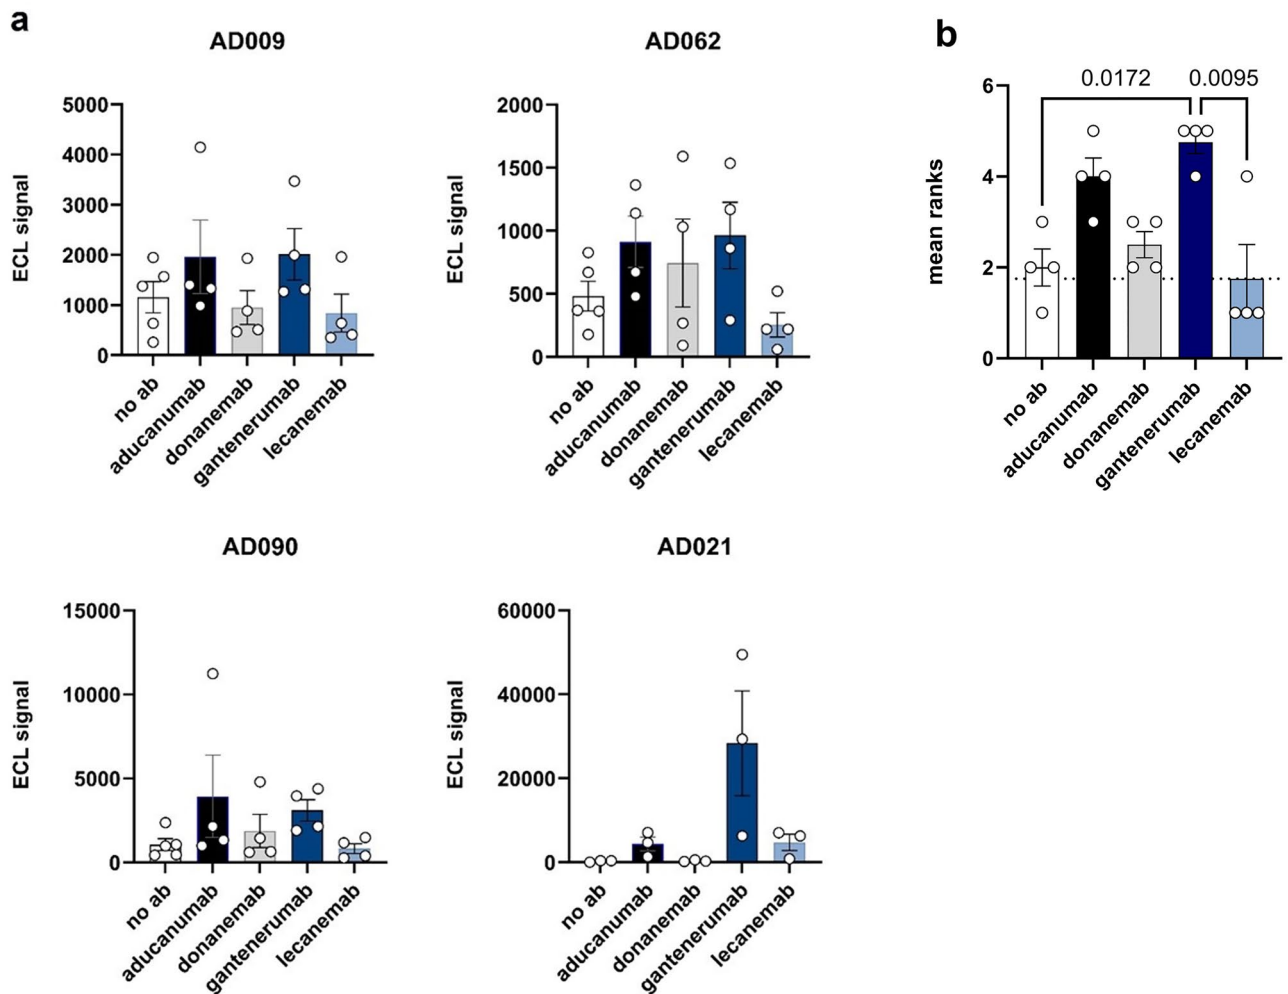 a
AD009
ECL signal
5000
4000
3000
2000
1000
0
no ab
aducanumab
donanemab
gantenerumab
lecanemab
AD062
ECL signal
2000
1500
1000
500
0
no ab
aducanumab
donanemab
gantenerumab
lecanemab
b
mean ranks
6
4
2
0
0.0172
0.0095
no ab
aducanumab
donanemab
gantenerumab
lecanemab
AD090
ECL signal
15000
10000
5000
0
no ab
aducanumab
donanemab
gantenerumab
lecanemab
AD021
ECL signal
60000
40000
20000
0
no ab
aducanumab
donanemab
gantenerumab
lecanemab